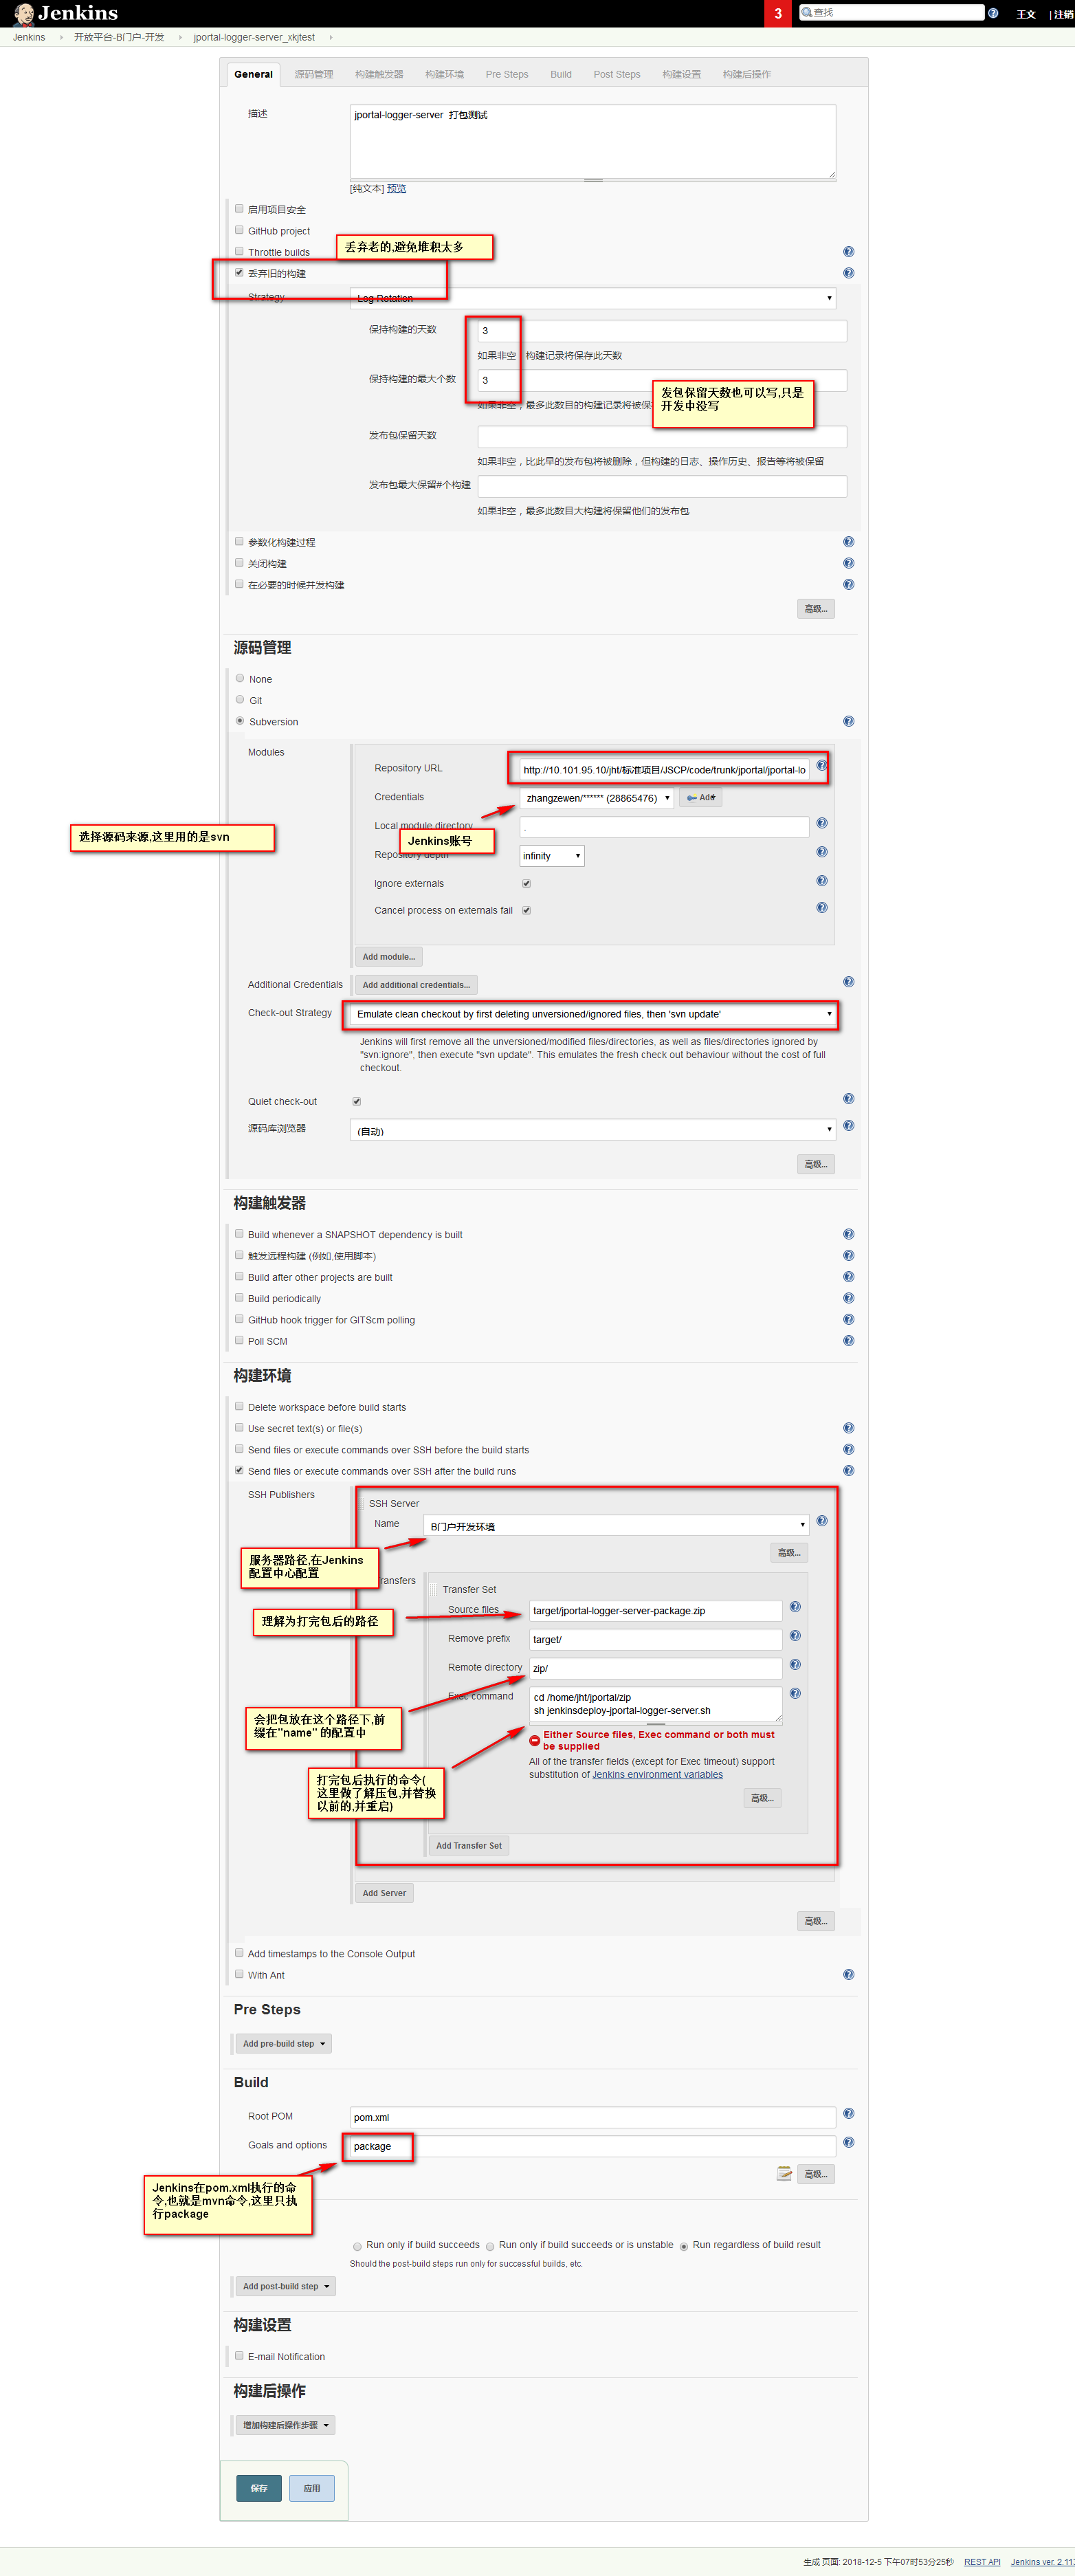 Jenkins
3
查找
王文
| 注销
Jenkins
开放平台-B门户-开发
jportal-logger-server_xkjtest
General
源码管理
构建触发器
构建环境
Pre Steps
Build
Post Steps
构建设置
构建后操作
描述
jportal-logger-server 打包测试
[纯文本] 预览
启用项目安全
GitHub project
丢弃老的,避免堆积太多
Throttle builds
丢弃旧的构建
Strategy
Log Rotation
保持构建的天数
3
如果非空，构建记录将保存此天数
保持构建的最大个数
3
发包保留天数也可以写,只是
开发中没写
如果非空，最多此数目的构建记录将被保
发布包保留天数
如果非空，比此早的发布包将被删除，但构建的日志、操作历史、报告等将被保留
发布包最大保留#个构建
如果非空，最多此数目大构建将保留他们的发布包
参数化构建过程
关闭构建
在必要的时候并发构建
高级...
源码管理
None
Git
Subversion
Modules
Repository URL
http://10.101.95.10/jht/标准项目/JSCP/code/trunk/jportal/jportal-lo
Credentials
zhangzewen/****** (28865476)
Add
选择源码来源,这里用的是svn
Local module directory
.
Jenkins账号
Repository depth
infinity
Ignore externals
Cancel process on externals fail
Add module...
Additional Credentials
Add additional credentials...
Check-out Strategy
Emulate clean checkout by first deleting unversioned/ignored files, then 'svn update'
Jenkins will first remove all the unversioned/modified files/directories, as well as files/directories ignored by
"svn:ignore", then execute "svn update". This emulates the fresh check out behaviour without the cost of full
checkout.
Quiet check-out
源码库浏览器
(自动)
高级...
构建触发器
Build whenever a SNAPSHOT dependency is built
触发远程构建 (例如,使用脚本)
Build after other projects are built
Build periodically
GitHub hook trigger for GITScm polling
Poll SCM
构建环境
Delete workspace before build starts
Use secret text(s) or file(s)
Send files or execute commands over SSH before the build starts
Send files or execute commands over SSH after the build runs
SSH Publishers
SSH Server
Name
B门户开发环境
高级...
服务器路径,在Jenkins
配置中心配置
ransfers
Transfer Set
Source files
target/jportal-logger-server-package.zip
理解为打完包后的路径
Remove prefix
target/
Remote directory
zip/
Exec command
cd /home/jht/jportal/zip
sh jenkinsdeploy-jportal-logger-server.sh
会把包放在这个路径下,前
缀在"name" 的配置中
Either Source files, Exec command or both must
be supplied
All of the transfer fields (except for Exec timeout) support
substitution of Jenkins environment variables
打完包后执行的命令(
这里做了解压包,并替换
以前的,并重启)
高级...
Add Transfer Set
Add Server
高级...
Add timestamps to the Console Output
With Ant
Pre Steps
Add pre-build step
Build
Root POM
pom.xml
Goals and options
package
高级...
Jenkins在pom.xml执行的命
令,也就是mvn命令,这里只执
行package
Run only if build succeeds
Run only if build succeeds or is unstable
Run regardless of build result
Should the post-build steps run only for successful builds, etc.
Add post-build step
构建设置
E-mail Notification
构建后操作
增加构建后操作步骤
保存
应用
生成 页面: 2018-12-5 下午07时53分25秒
REST API
Jenkins ver. 2.11